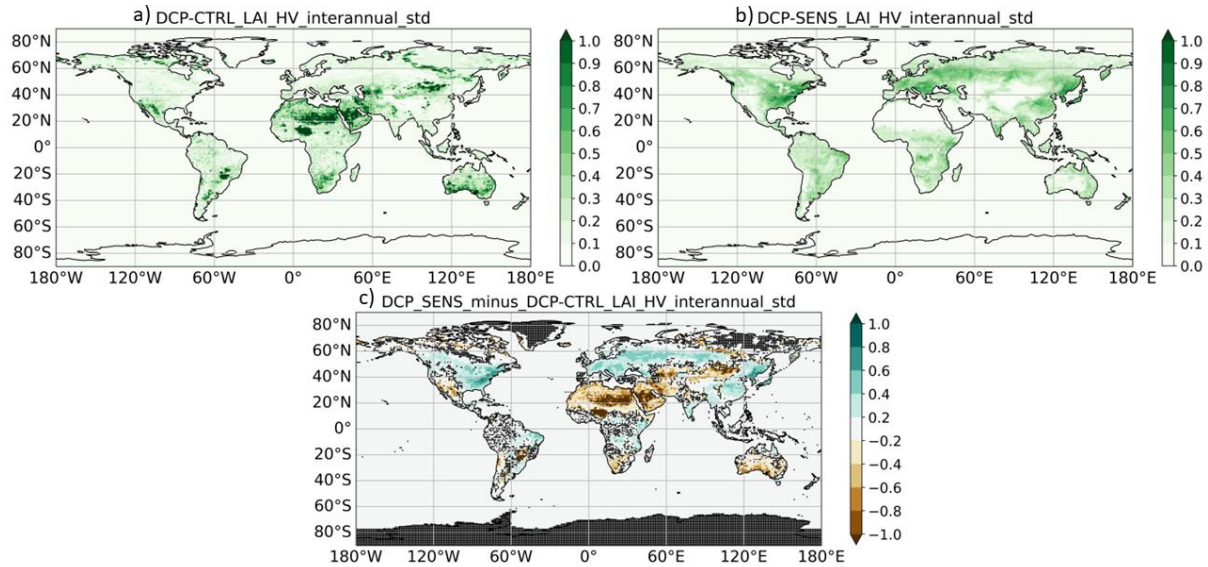 a) DCP-CTRL_LAI_HV_interannual_std
80°N
60°N
40°N
20°N
0°
20°S
40°S
60°S
80°S
180°W 120°W 60°W 0° 60°E 120°E 180°E
1.0
0.9
0.8
0.7
0.6
0.5
0.4
0.3
0.2
0.1
0.0
b) DCP-SENS_LAI_HV_interannual_std
80°N
60°N
40°N
20°N
0°
20°S
40°S
60°S
80°S
180°W 120°W 60°W 0° 60°E 120°E 180°E
1.0
0.9
0.8
0.7
0.6
0.5
0.4
0.3
0.2
0.1
0.0
c) DCP_SENS_minus_DCP-CTRL_LAI_HV_interannual_std
80°N
60°N
40°N
20°N
0°
20°S
40°S
60°S
80°S
180°W 120°W 60°W 0° 60°E 120°E 180°E
1.0
0.8
0.6
0.4
0.2
−0.2
−0.4
−0.6
−0.8
−1.0